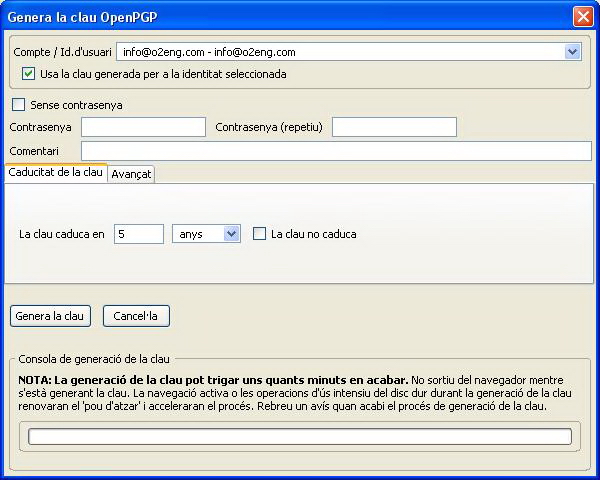 Genera la clau OpenPGP
Compte / Id.d'usuari info@o2eng.com - info@o2eng.com
Usa la clau generada per a la identitat seleccionada
Sense contrasenya
Contrasenya Contrasenya (repetiu)
Comentari
Caducitat de la clau Avançat
La clau caduca en 5 anys La clau no caduca
Genera la clau Cancel·la
Consola de generació de la clau
NOTA: La generació de la clau pot trigar uns quants minuts en acabar. No sortiu del navegador mentre
s'està generant la clau. La navegació activa o les operacions d'ús intensiu del disc dur durant la generació de la clau
renovaran el 'pou d'atzar' i acceleraran el procés. Rebreu un avís quan acabi el procés de generació de la clau.